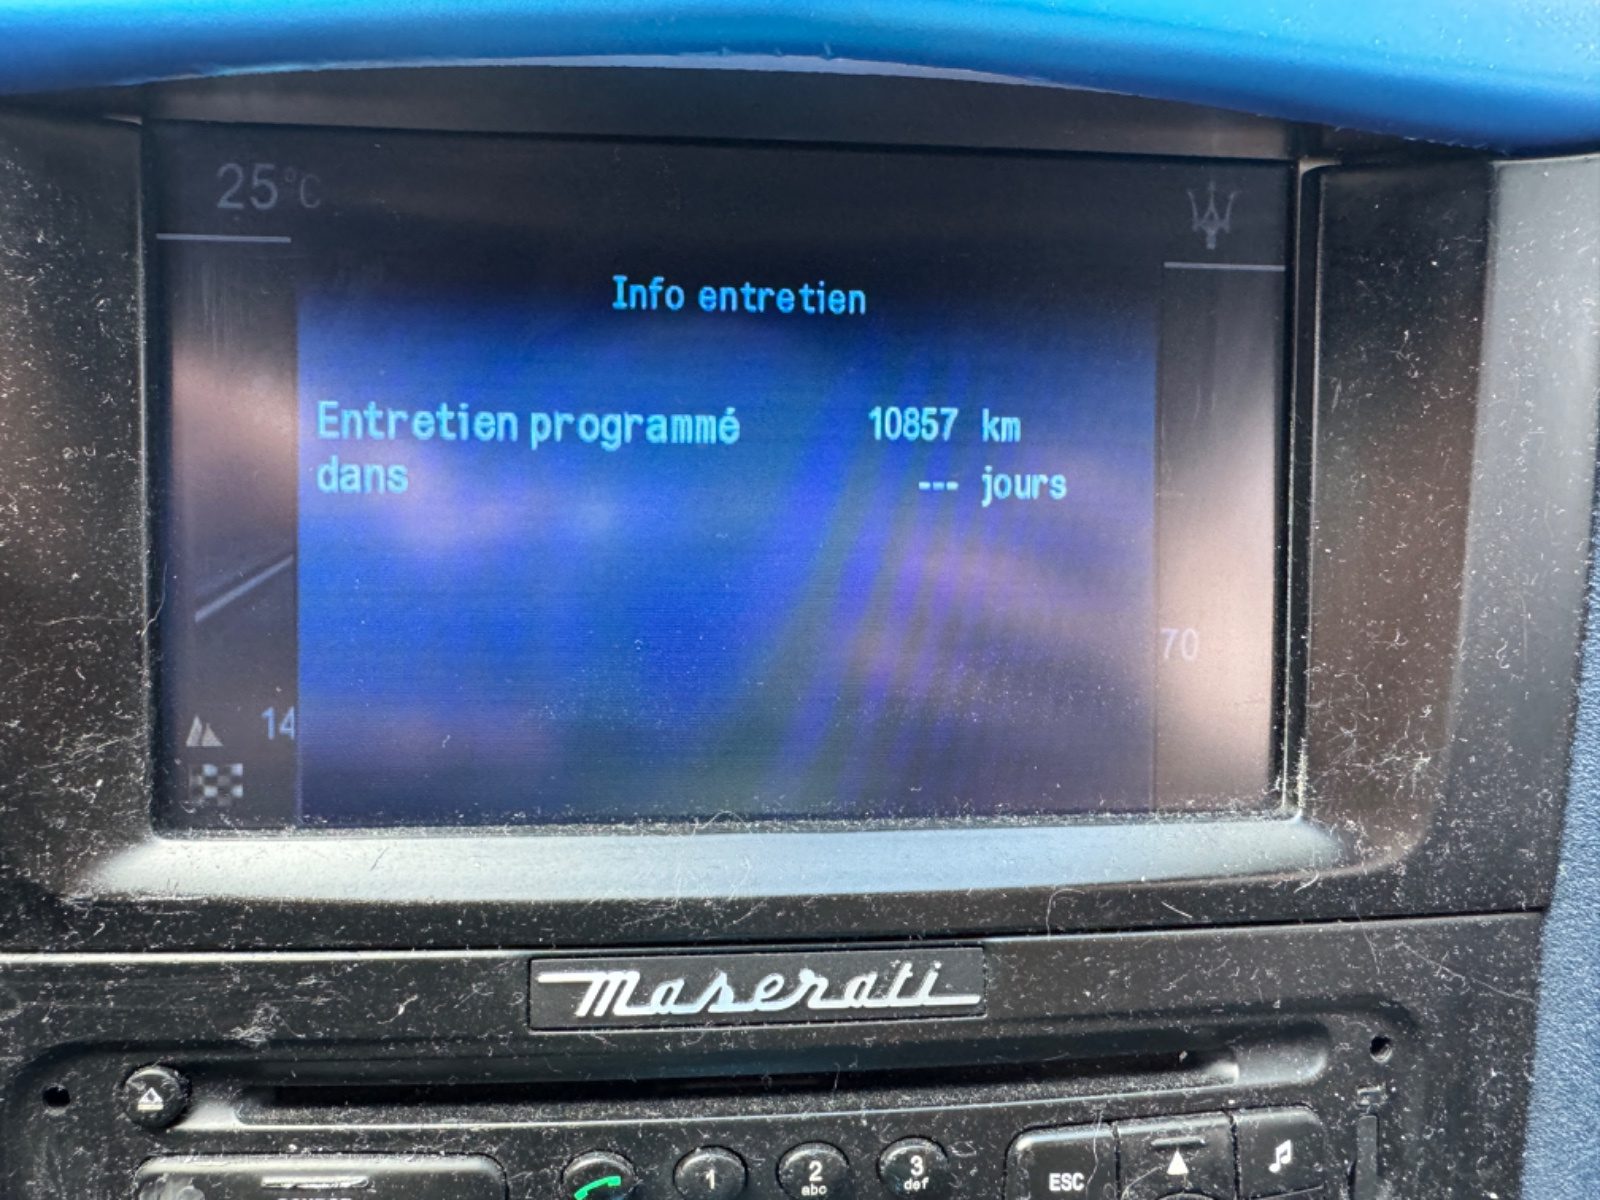 25°C
Info entretien
Entretien programmé 10857 km
dans --- jours
70
14
Maserati
1
2 abc
3 def
ESC